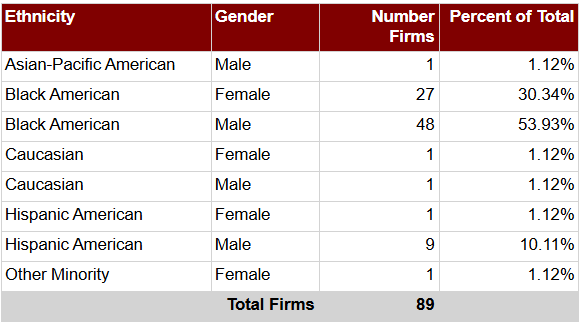 Ethnicity Gender Number Firms Percent of Total
Asian-Pacific American Male 1 1.12%
Black American Female 27 30.34%
Black American Male 48 53.93%
Caucasian Female 1 1.12%
Caucasian Male 1 1.12%
Hispanic American Female 1 1.12%
Hispanic American Male 9 10.11%
Other Minority Female 1 1.12%
Total Firms 89